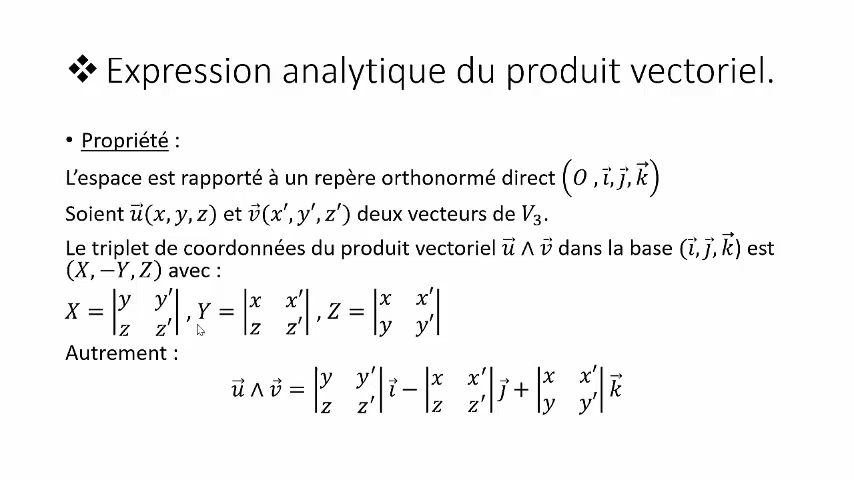 ❖ Expression analytique du produit vectoriel.
• Propriété :
L'espace est rapporté à un repère orthonormé direct (O , i⃗, j⃗, k⃗)
Soient u⃗(x, y, z) et v⃗(x′, y′, z′) deux vecteurs de V₃.
Le triplet de coordonnées du produit vectoriel u⃗ ∧ v⃗ dans la base (i⃗, j⃗, k⃗) est
(X, −Y, Z) avec :
X = |y y′; z z′| , Y = |x x′; z z′| , Z = |x x′; y y′|
Autrement :
u⃗ ∧ v⃗ = |y y′; z z′| i⃗ − |x x′; z z′| j⃗ + |x x′; y y′| k⃗